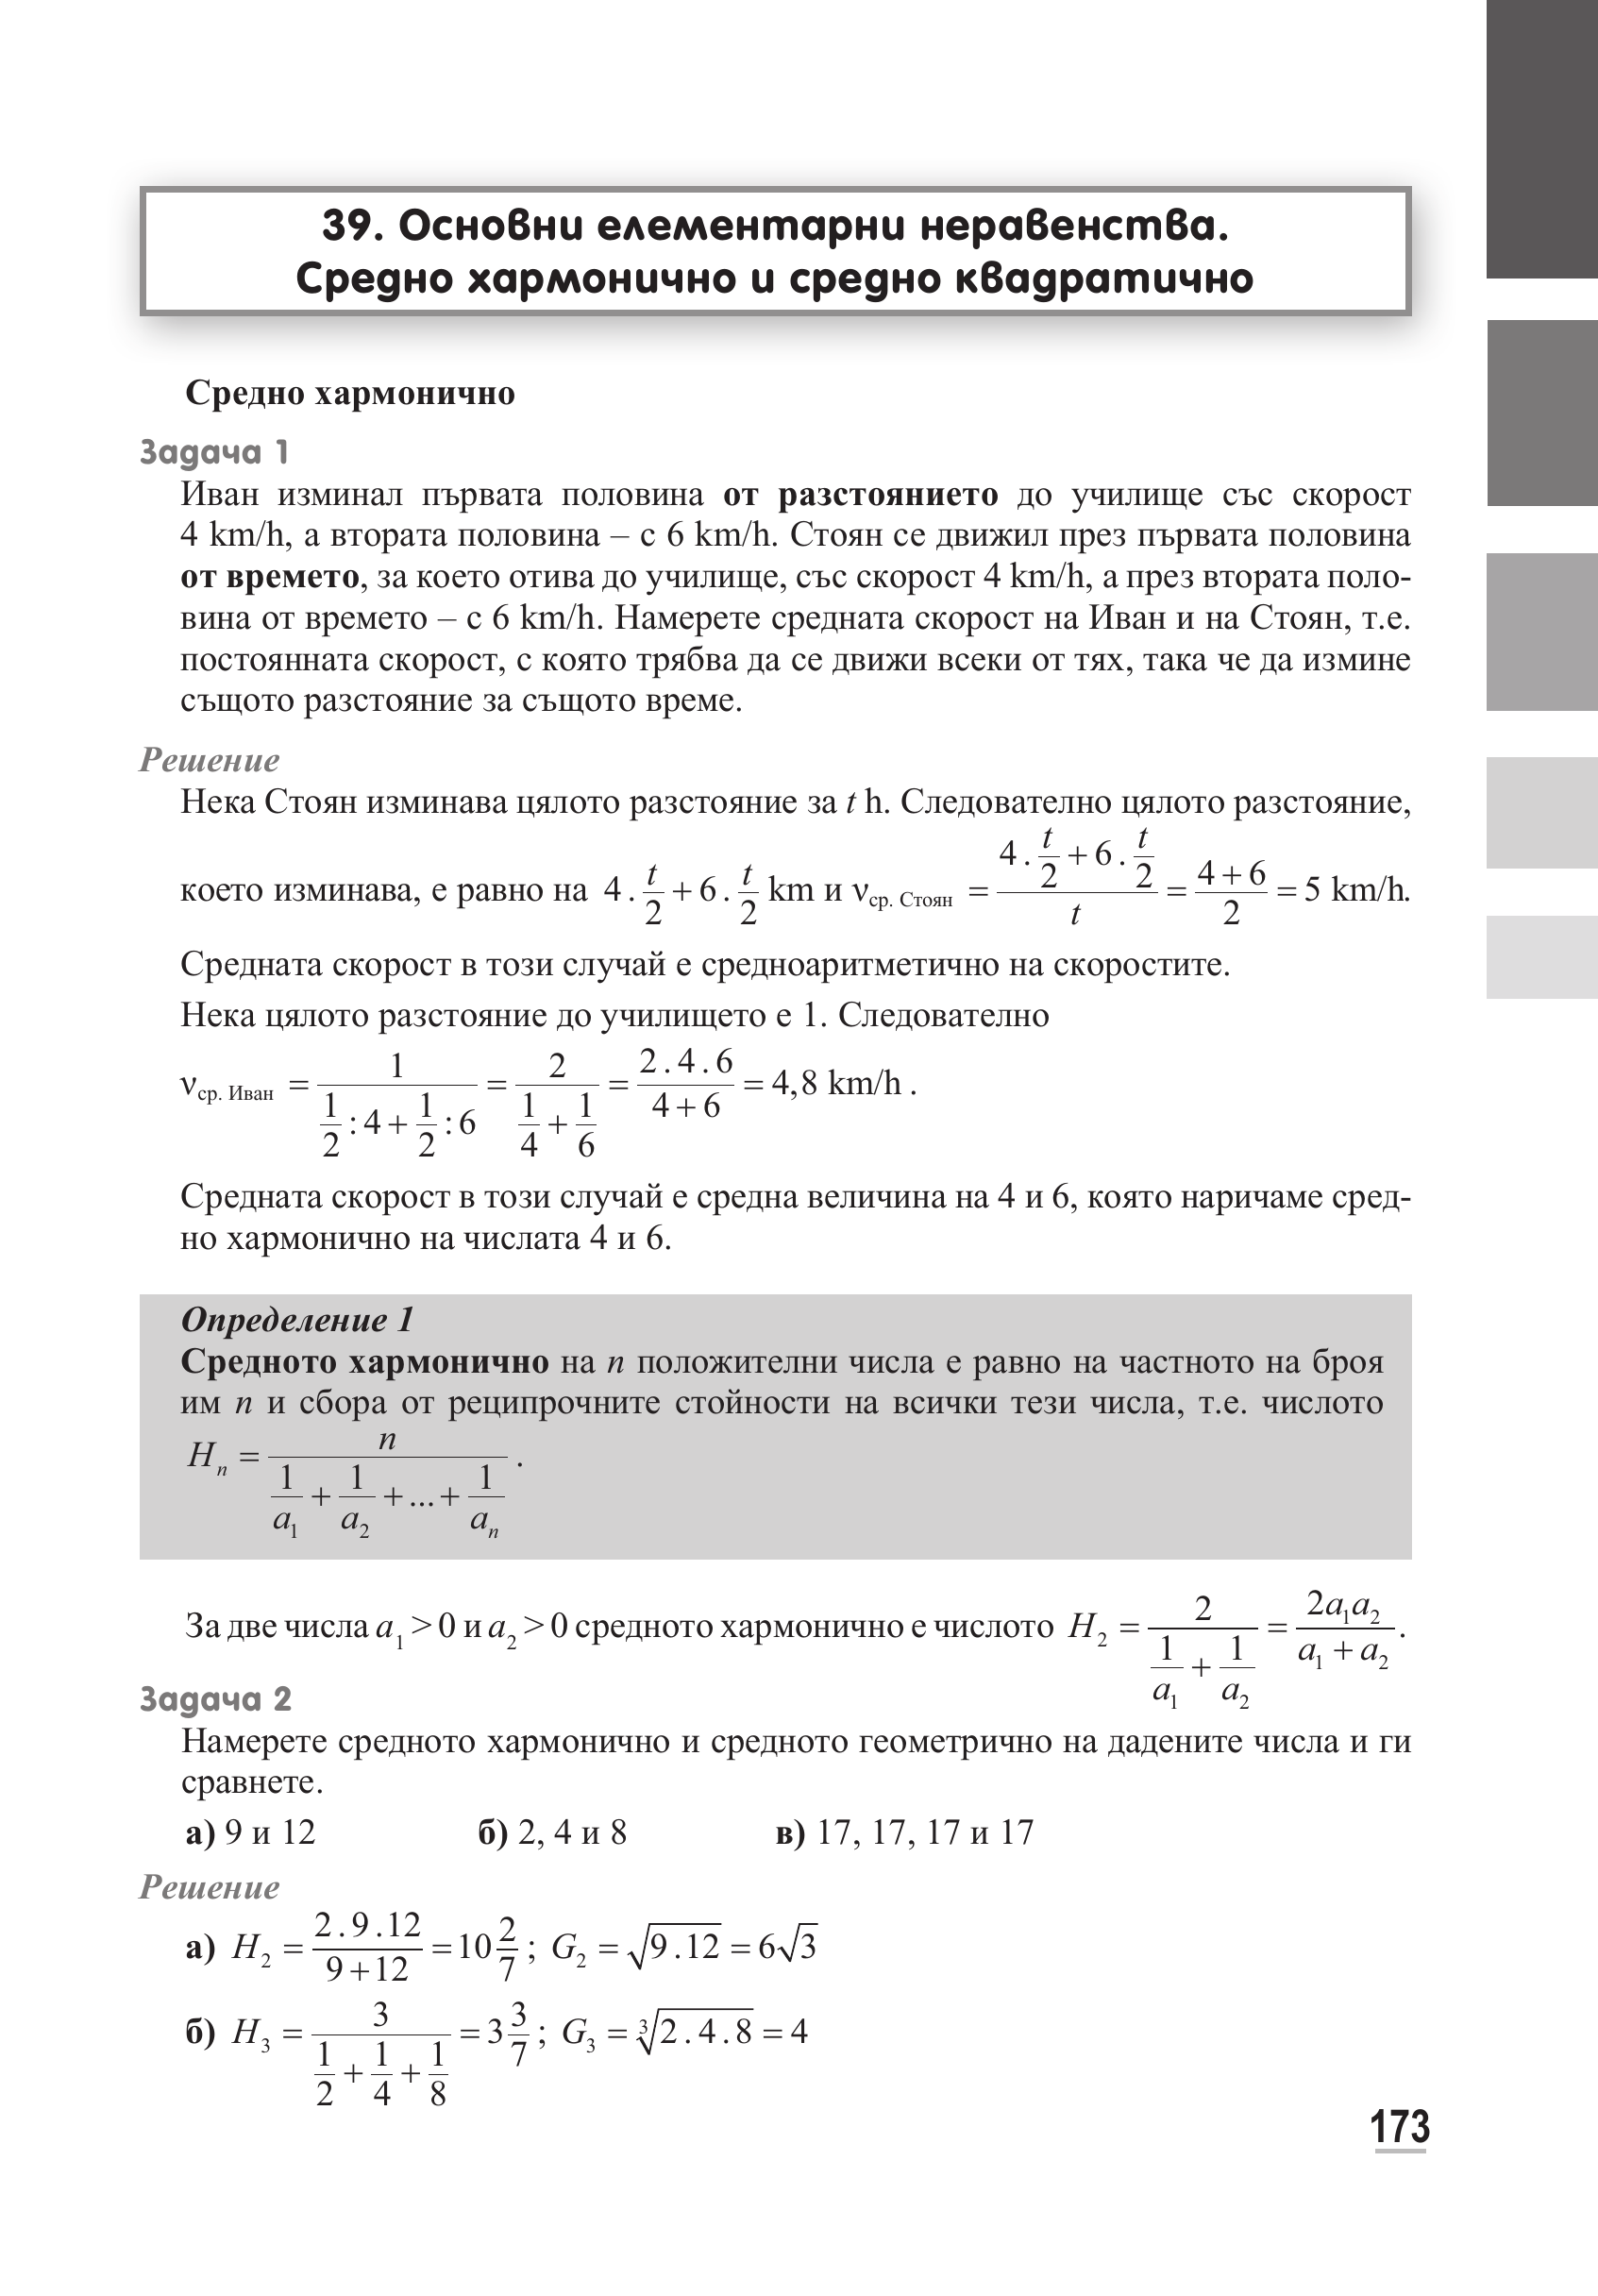 39. Основни елементарни неравенства.
Средно хармонично и средно квадратично
Средно хармонично
Задача 1
Иван изминал първата половина от разстоянието до училище със скорост
4 km/h, а втората половина – с 6 km/h. Стоян се движил през първата половина
от времето, за което отива до училище, със скорост 4 km/h, а през втората поло-
вина от времето – с 6 km/h. Намерете средната скорост на Иван и на Стоян, т.е.
постоянната скорост, с която трябва да се движи всеки от тях, така че да измине
същото разстояние за същото време.
Решение
Нека Стоян изминава цялото разстояние за t h. Следователно цялото разстояние,
което изминава, е равно на $4 . \frac{t}{2} + 6 . \frac{t}{2}$ km и $v_{\text{ср. Стоян}} = \frac{4 . \frac{t}{2} + 6 . \frac{t}{2}}{t} = \frac{4+6}{2} = 5$ km/h.
Средната скорост в този случай е средноаритметично на скоростите.
Нека цялото разстояние до училището е 1. Следователно
$v_{\text{ср. Иван}} = \frac{1}{\frac{1}{2} : 4 + \frac{1}{2} : 6} = \frac{2}{\frac{1}{4} + \frac{1}{6}} = \frac{2 . 4 . 6}{4+6} = 4,8$ km/h .
Средната скорост в този случай е средна величина на 4 и 6, която наричаме сред-
но хармонично на числата 4 и 6.
Определение 1
Средното хармонично на n положителни числа е равно на частното на броя
им n и сбора от реципрочните стойности на всички тези числа, т.е. числото
$H_n = \frac{n}{\frac{1}{a_1} + \frac{1}{a_2} + ... + \frac{1}{a_n}}$ .
За две числа $a_1 > 0$ и $a_2 > 0$ средното хармонично е числото $H_2 = \frac{2}{\frac{1}{a_1} + \frac{1}{a_2}} = \frac{2a_1a_2}{a_1 + a_2}$.
Задача 2
Намерете средното хармонично и средното геометрично на дадените числа и ги
сравнете.
а) 9 и 12 б) 2, 4 и 8 в) 17, 17, 17 и 17
Решение
а) $H_2 = \frac{2 . 9 . 12}{9+12} = 10\frac{2}{7}$ ; $G_2 = \sqrt{9 . 12} = 6\sqrt{3}$
б) $H_3 = \frac{3}{\frac{1}{2} + \frac{1}{4} + \frac{1}{8}} = 3\frac{3}{7}$ ; $G_3 = \sqrt[3]{2 . 4 . 8} = 4$
173